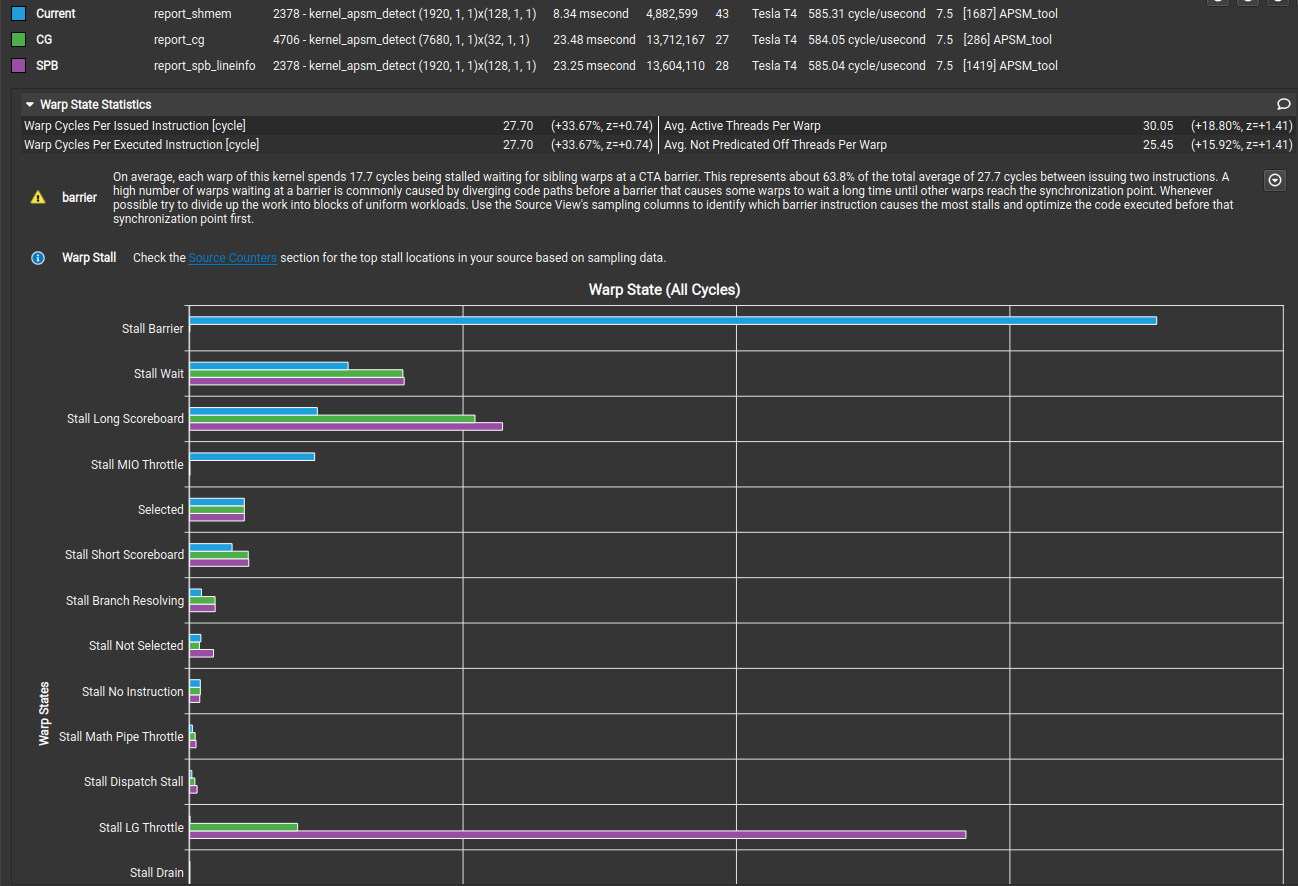 Current report_shmem 2378 - kernel_apsm_detect (1920, 1, 1)x(128, 1, 1) 8.34 msecond 4,882,599 43 Tesla T4 585.31 cycle/usecond 7.5 [1687] APSM_tool
CG report_cg 4706 - kernel_apsm_detect (7680, 1, 1)x(32, 1, 1) 23.48 msecond 13,712,167 27 Tesla T4 584.05 cycle/usecond 7.5 [286] APSM_tool
SPB report_spb_lineinfo 2378 - kernel_apsm_detect (1920, 1, 1)x(128, 1, 1) 23.25 msecond 13,604,110 28 Tesla T4 585.04 cycle/usecond 7.5 [1419] APSM_tool
Warp State Statistics
Warp Cycles Per Issued Instruction [cycle] 27.70 (+33.67%, z=+0.74) Avg. Active Threads Per Warp 30.05 (+18.80%, z=+1.41)
Warp Cycles Per Executed Instruction [cycle] 27.70 (+33.67%, z=+0.74) Avg. Not Predicated Off Threads Per Warp 25.45 (+15.92%, z=+1.41)
barrier
On average, each warp of this kernel spends 17.7 cycles being stalled waiting for sibling warps at a CTA barrier. This represents about 63.8% of the total average of 27.7 cycles between issuing two instructions. A
high number of warps waiting at a barrier is commonly caused by diverging code paths before a barrier that causes some warps to wait a long time until other warps reach the synchronization point. Whenever
possible try to divide up the work into blocks of uniform workloads. Use the Source View's sampling columns to identify which barrier instruction causes the most stalls and optimize the code executed before that
synchronization point first.
Warp Stall Check the Source Counters section for the top stall locations in your source based on sampling data.
Warp State (All Cycles)
Stall Barrier
Stall Wait
Stall Long Scoreboard
Stall MIO Throttle
Selected
Stall Short Scoreboard
Stall Branch Resolving
Stall Not Selected
Stall No Instruction
Stall Math Pipe Throttle
Stall Dispatch Stall
Stall LG Throttle
Stall Drain
Warp States